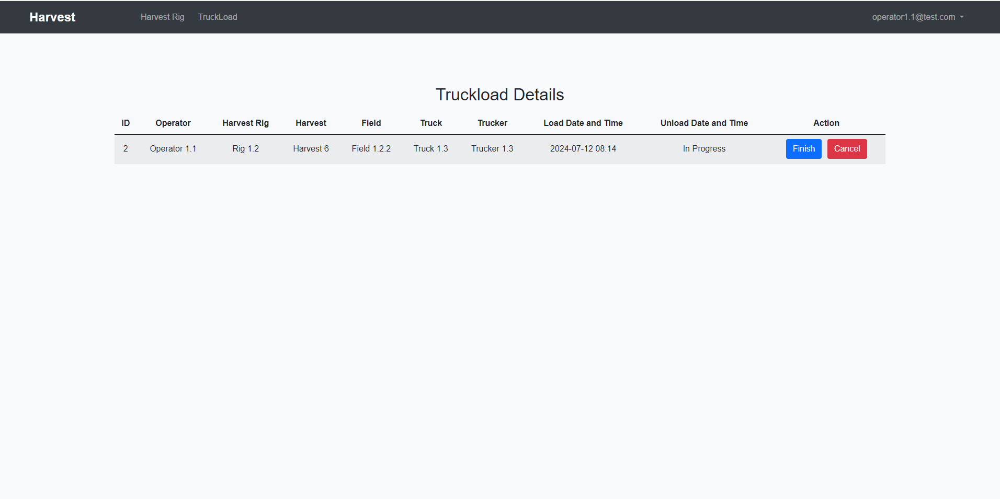 Harvest Harvest Rig TruckLoad operator1.1@test.com
Truckload Details
ID Operator Harvest Rig Harvest Field Truck Trucker Load Date and Time Unload Date and Time Action
2 Operator 1.1 Rig 1.2 Harvest 6 Field 1.2.2 Truck 1.3 Trucker 1.3 2024-07-12 08:14 In Progress Finish Cancel